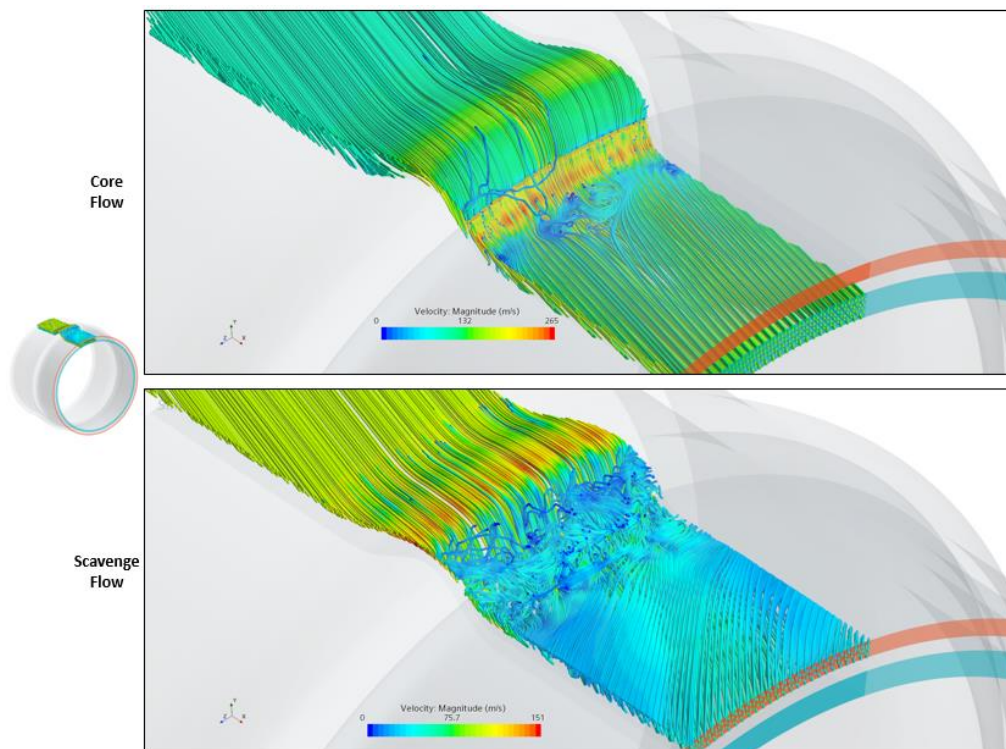 Core
Flow
Velocity: Magnitude (m/s)
0 132 265
Y
Z X
Scavenge
Flow
Velocity: Magnitude (m/s)
0 75.7 151
Y
Z X